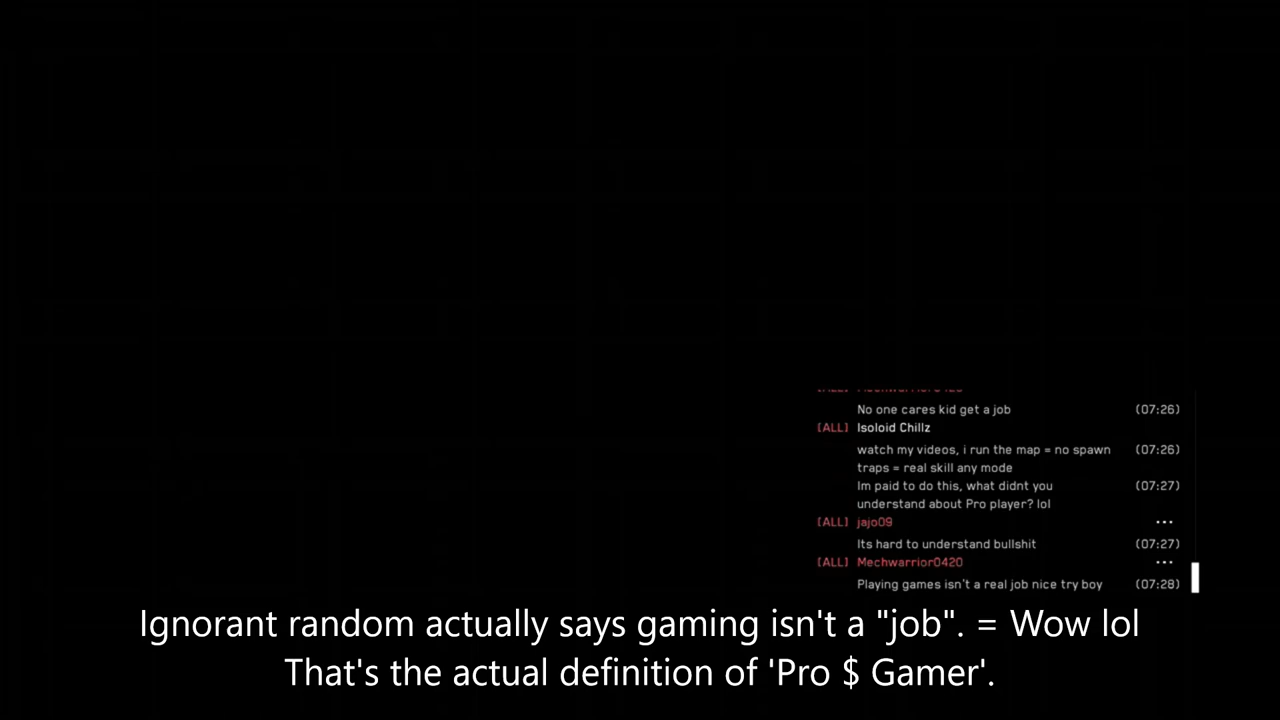 No one cares kid get a job (07:26)
[ALL] Isoloid Chillz
watch my videos, i run the map = no spawn (07:26)
traps = real skill any mode
Im paid to do this, what didnt you (07:27)
understand about Pro player? lol
[ALL] jajo09 ...
Its hard to understand bullshit (07:27)
[ALL] Mechwarrior0420 ...
Playing games isn't a real job nice try boy (07:28)
Ignorant random actually says gaming isn't a "job". = Wow lol
That's the actual definition of 'Pro $ Gamer'.